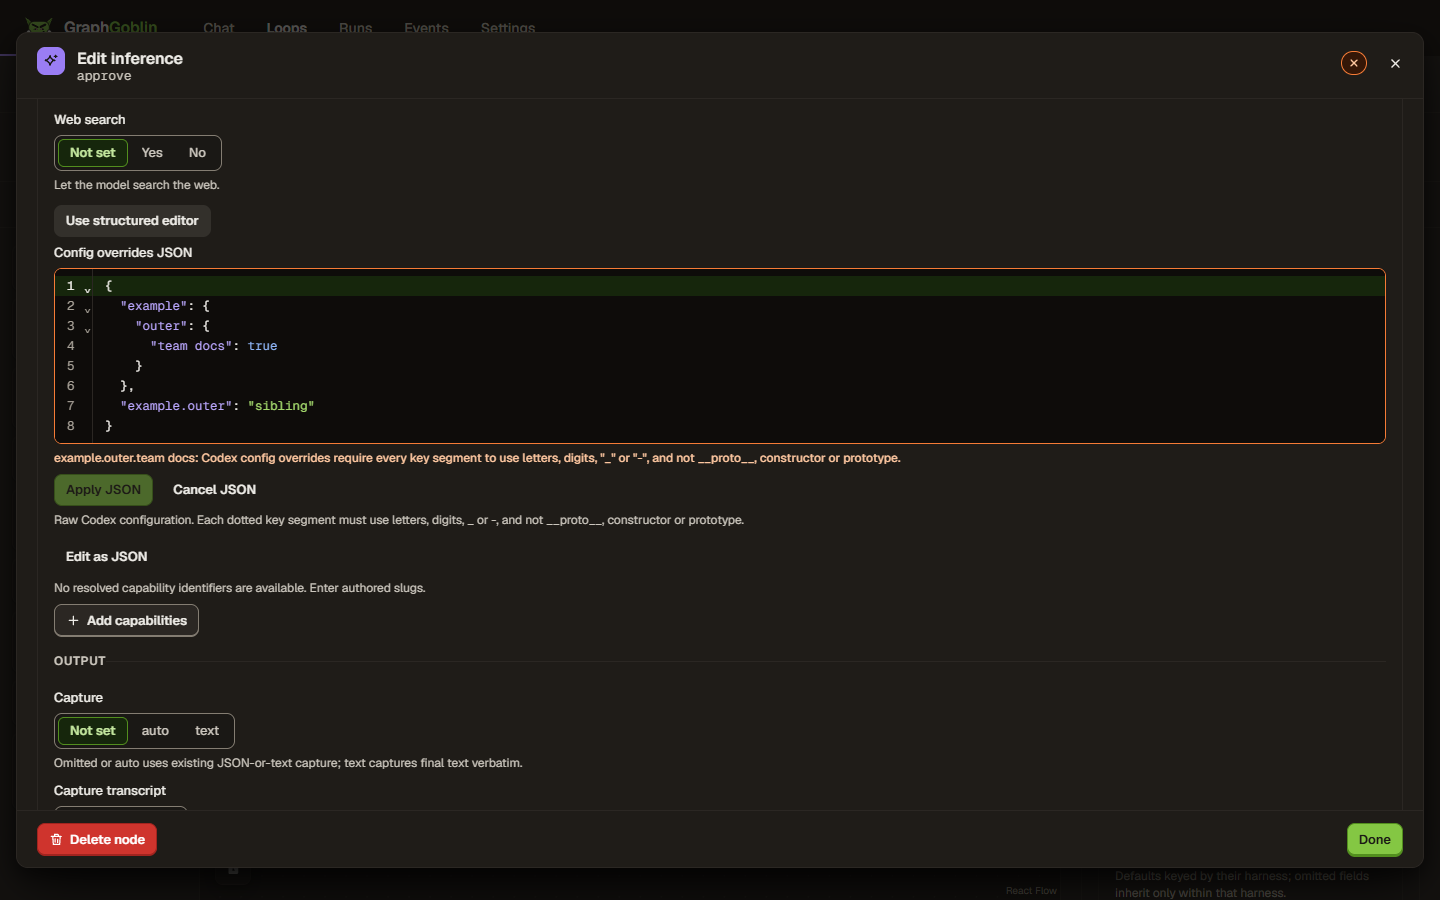 GraphGoblin Chat Loops Runs Events Settings
Edit inference
approve
Web search
Not set Yes No
Let the model search the web.
Use structured editor
Config overrides JSON
1 {
2 "example": {
3 "outer": {
4 "team docs": true
5 }
6 },
7 "example.outer": "sibling"
8 }
example.outer.team docs: Codex config overrides require every key segment to use letters, digits, "_" or "-", and not __proto__, constructor or prototype.
Apply JSON Cancel JSON
Raw Codex configuration. Each dotted key segment must use letters, digits, _ or -, and not __proto__, constructor or prototype.
Edit as JSON
No resolved capability identifiers are available. Enter authored slugs.
+ Add capabilities
OUTPUT
Capture
Not set auto text
Omitted or auto uses existing JSON-or-text capture; text captures final text verbatim.
Capture transcript
Delete node Done
Defaults keyed by their harness; omitted fields
inherit only within that harness.
React Flow